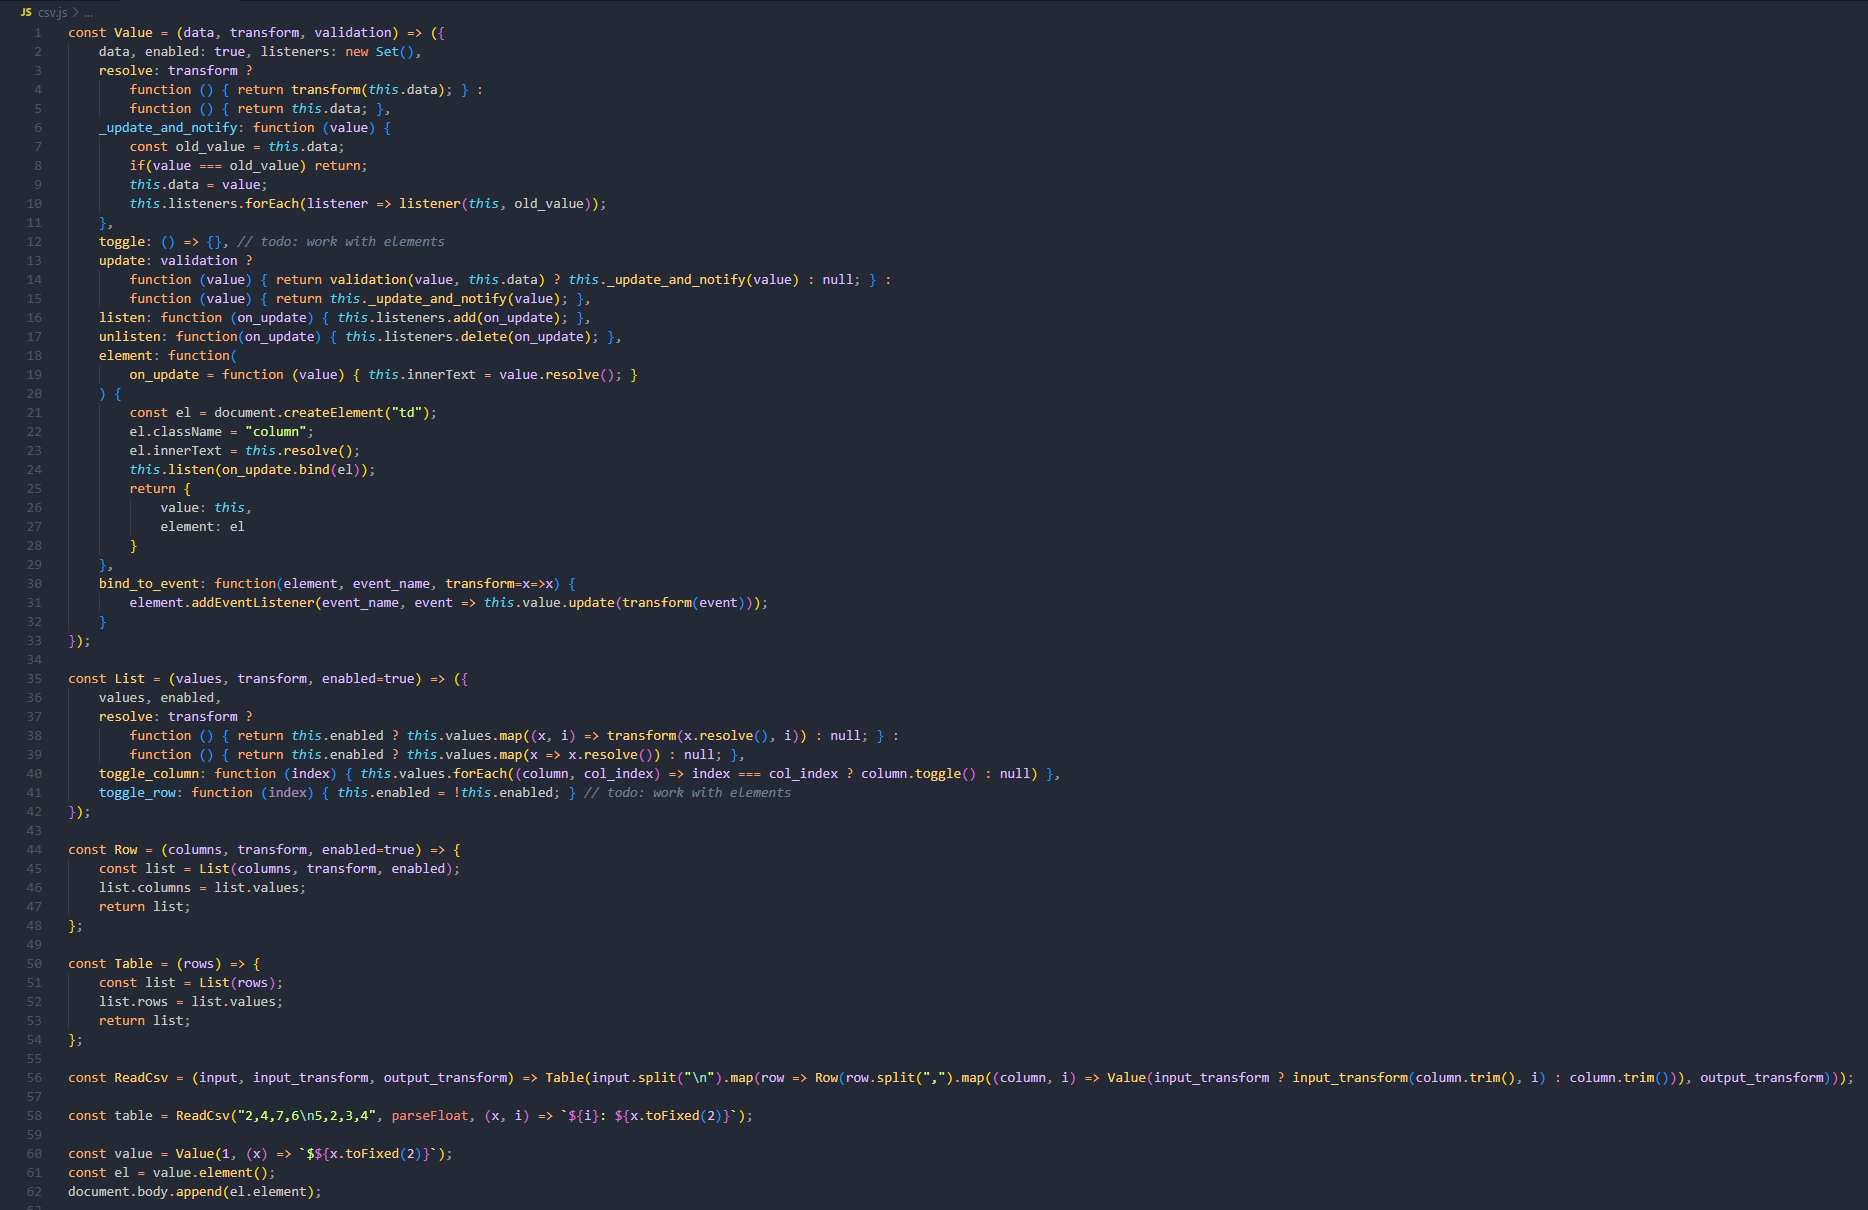 JS csv.js > ...
1 const Value = (data, transform, validation) => ({
2     data, enabled: true, listeners: new Set(),
3     resolve: transform ?
4         function () { return transform(this.data); } :
5         function () { return this.data; },
6     _update_and_notify: function (value) {
7         const old_value = this.data;
8         if(value === old_value) return;
9         this.data = value;
10         this.listeners.forEach(listener => listener(this, old_value));
11     },
12     toggle: () => {}, // todo: work with elements
13     update: validation ?
14         function (value) { return validation(value, this.data) ? this._update_and_notify(value) : null; } :
15         function (value) { return this._update_and_notify(value); },
16     listen: function (on_update) { this.listeners.add(on_update); },
17     unlisten: function(on_update) { this.listeners.delete(on_update); },
18     element: function(
19         on_update = function (value) { this.innerText = value.resolve(); }
20     ) {
21         const el = document.createElement("td");
22         el.className = "column";
23         el.innerText = this.resolve();
24         this.listen(on_update.bind(el));
25         return {
26             value: this,
27             element: el
28         }
29     },
30     bind_to_event: function(element, event_name, transform=x=>x) {
31         element.addEventListener(event_name, event => this.value.update(transform(event)));
32     }
33 });
34
35 const List = (values, transform, enabled=true) => ({
36     values, enabled,
37     resolve: transform ?
38         function () { return this.enabled ? this.values.map((x, i) => transform(x.resolve(), i)) : null; } :
39         function () { return this.enabled ? this.values.map(x => x.resolve()) : null; },
40     toggle_column: function (index) { this.values.forEach((column, col_index) => index === col_index ? column.toggle() : null) },
41     toggle_row: function (index) { this.enabled = !this.enabled; } // todo: work with elements
42 });
43
44 const Row = (columns, transform, enabled=true) => {
45     const list = List(columns, transform, enabled);
46     list.columns = list.values;
47     return list;
48 };
49
50 const Table = (rows) => {
51     const list = List(rows);
52     list.rows = list.values;
53     return list;
54 };
55
56 const ReadCsv = (input, input_transform, output_transform) => Table(input.split("\n").map(row => Row(row.split(",").map((column, i) => Value(input_transform ? input_transform(column.trim(), i) : column.trim())), output_transform)));
57
58 const table = ReadCsv("2,4,7,6\n5,2,3,4", parseFloat, (x, i) => `${i}: ${x.toFixed(2)}`);
59
60 const value = Value(1, (x) => `$${x.toFixed(2)}`);
61 const el = value.element();
62 document.body.append(el.element);
63